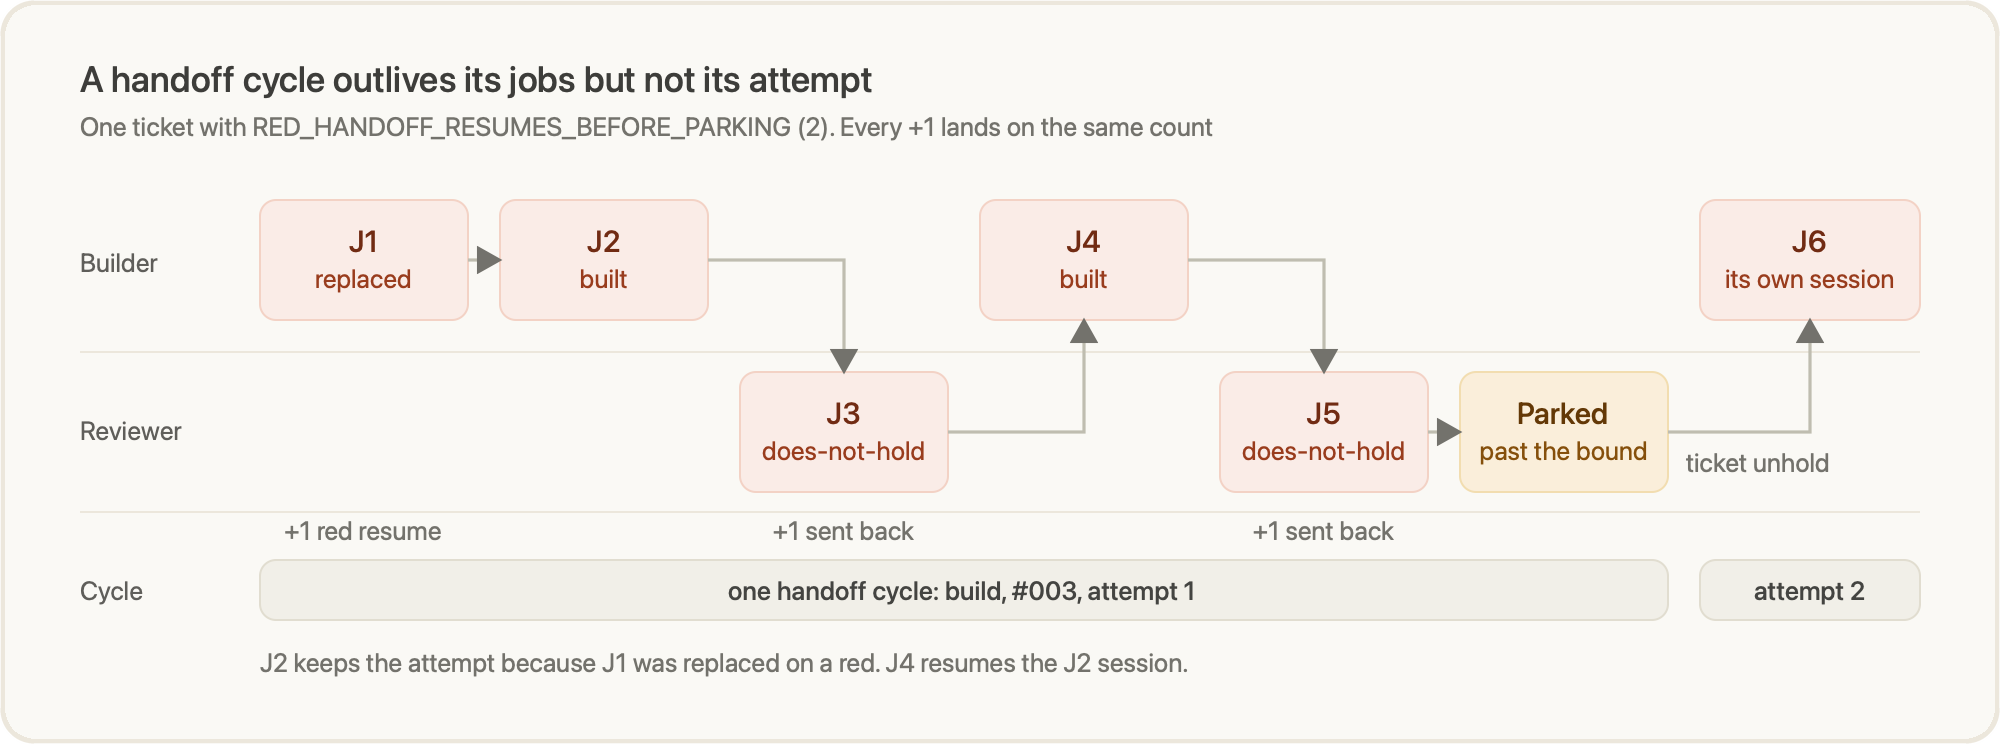 A handoff cycle outlives its jobs but not its attempt
One ticket with RED_HANDOFF_RESUMES_BEFORE_PARKING (2). Every +1 lands on the same count
Builder
J1
replaced
J2
built
J4
built
J6
its own session
Reviewer
J3
does-not-hold
J5
does-not-hold
Parked
past the bound
ticket unhold
+1 red resume
+1 sent back
+1 sent back
Cycle
one handoff cycle: build, #003, attempt 1
attempt 2
J2 keeps the attempt because J1 was replaced on a red. J4 resumes the J2 session.